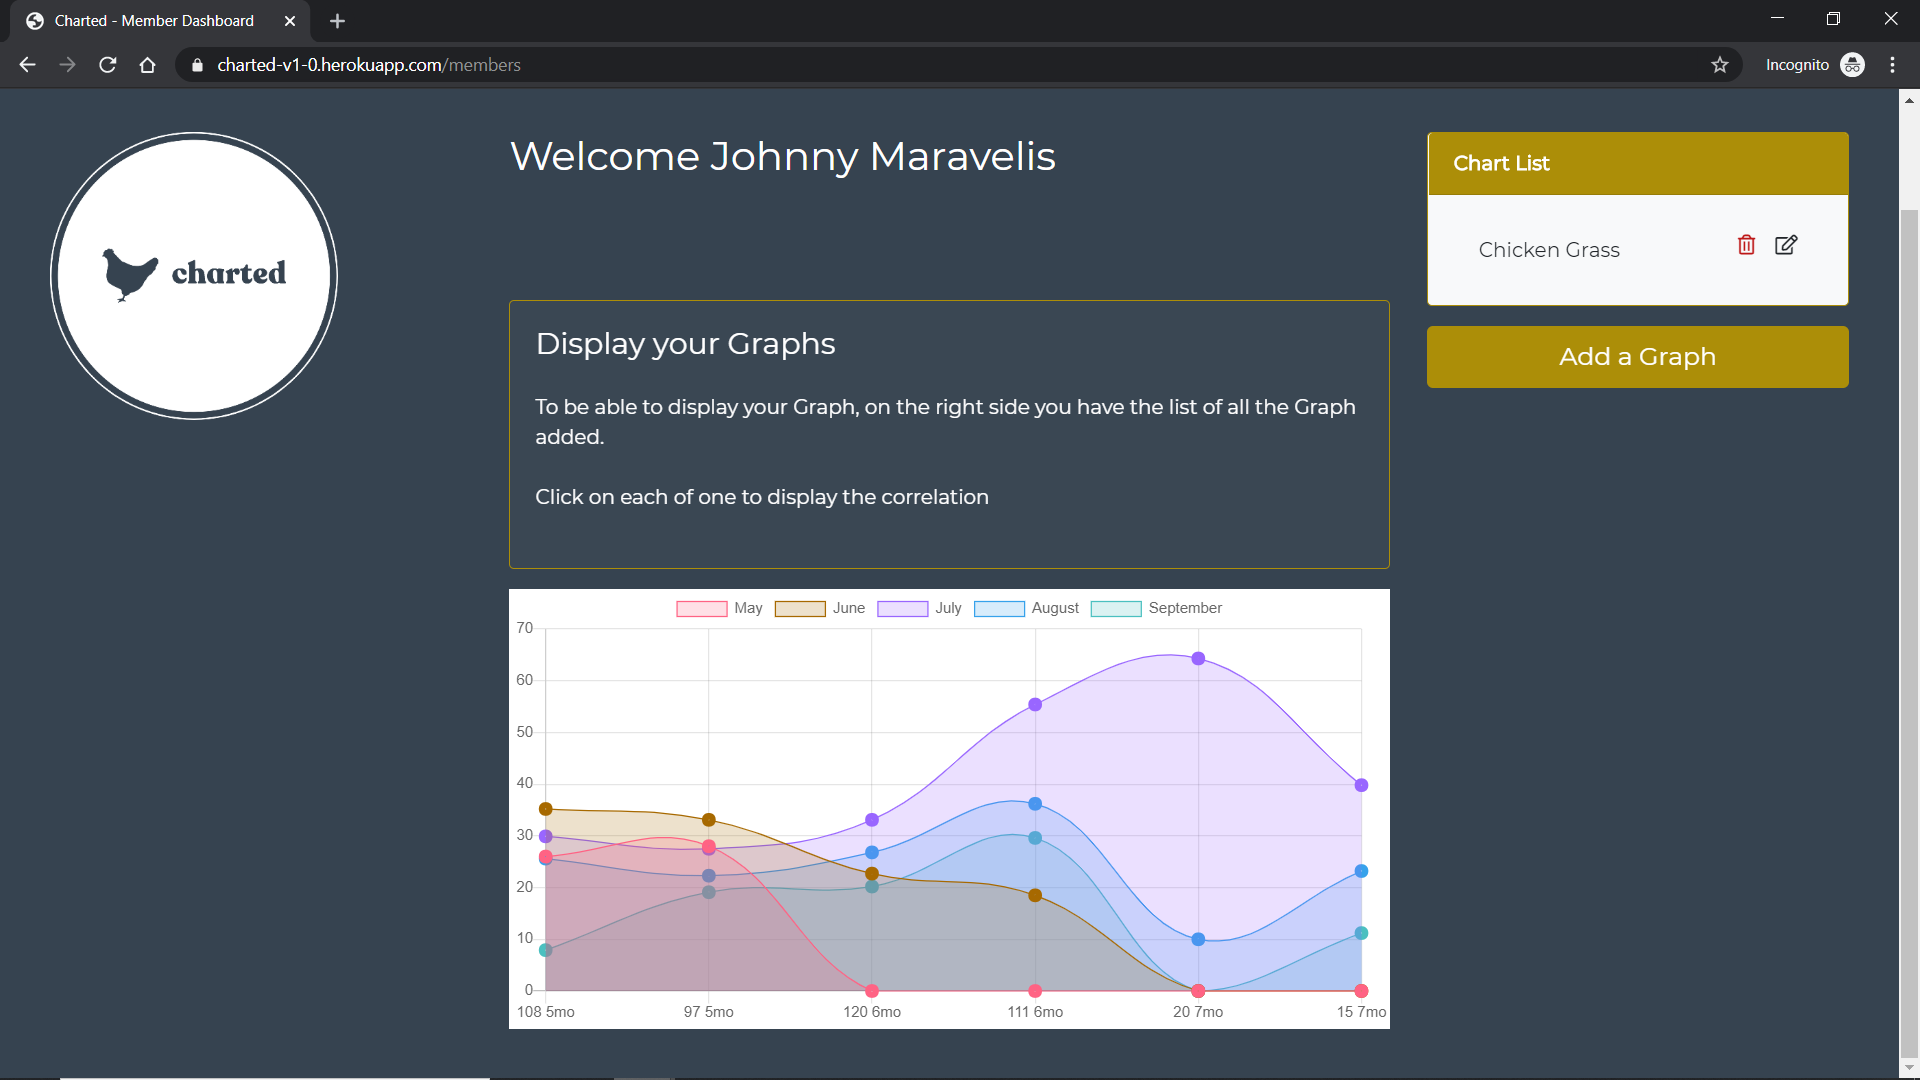 Charted - Member Dashboard
charted-v1-0.herokuapp.com/members
Incognito
charted
Welcome Johnny Maravelis
Chart List
Chicken Grass
Add a Graph
Display your Graphs
To be able to display your Graph, on the right side you have the list of all the Graph
added.
Click on each of one to display the correlation
May June July August September
70
60
50
40
30
20
10
0
108 5mo 97 5mo 120 6mo 111 6mo 20 7mo 15 7mo